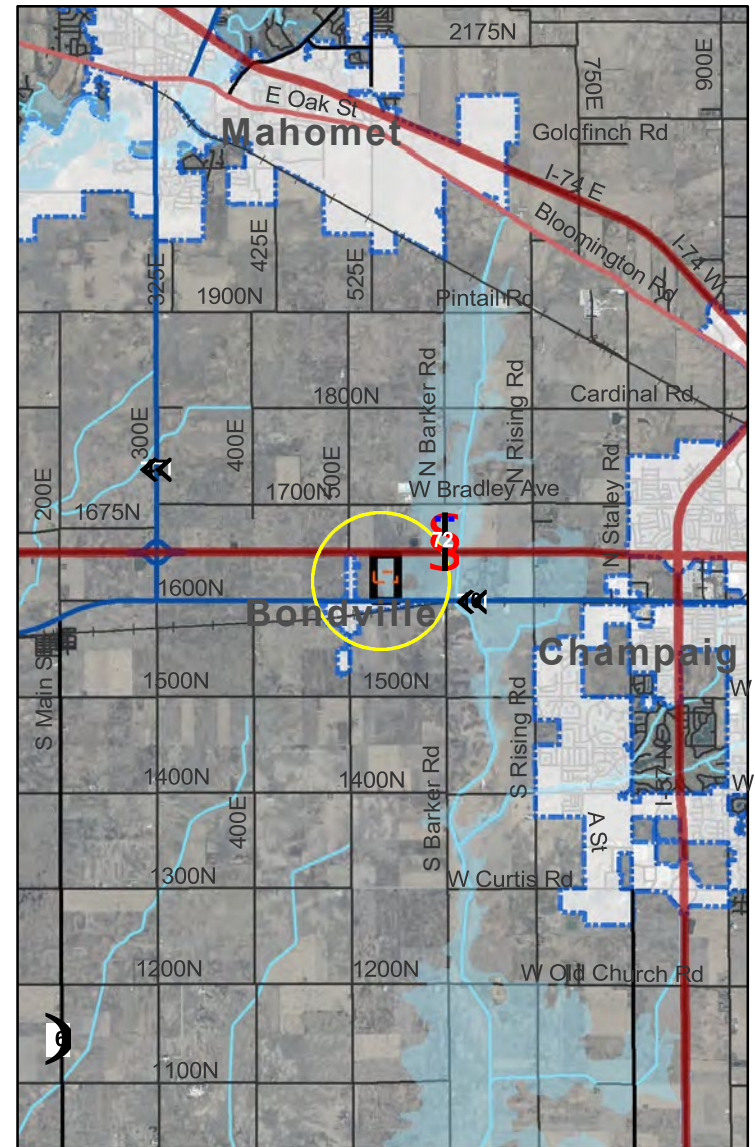 2175N
750E
900E
E Oak St
Mahomet
Goldfinch Rd
I-74 E
Bloomington Rd
I-74 W
325E
425E
525E
1900N
Pintail Rd
N Barker Rd
N Rising Rd
1800N
Cardinal Rd
200E
300E
400E
500E
1700N
W Bradley Ave
N Staley Rd
1675N
72
1600N
Bondville
Champaig
S Main St
1500N
1500N
W
S Rising Rd
1400N
1400N
W
400E
S Barker Rd
A St
1300N
W Curtis Rd
1200N
1200N
W Old Church Rd
6
1100N